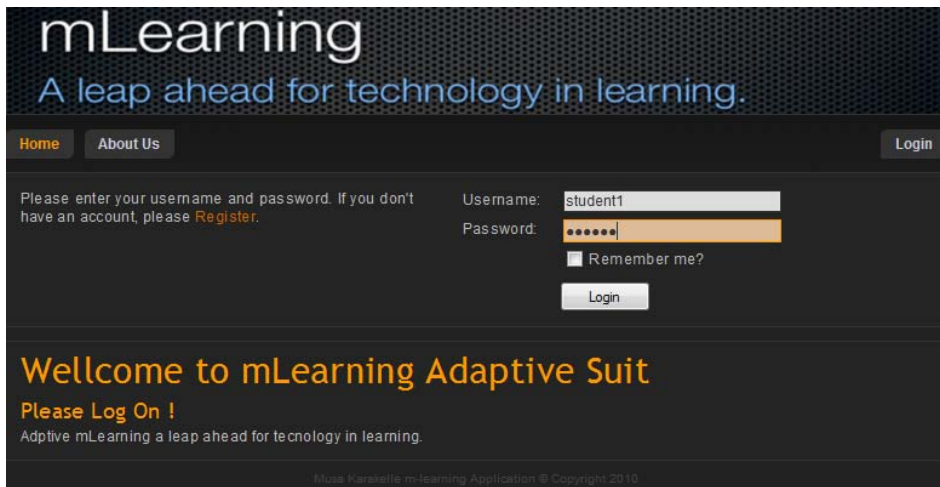 mLearning
A leap ahead for technology in learning.
Home About Us Login
Please enter your username and password. If you don't
have an account, please Register.
Username: student1
Password: ••••••
Remember me?
Login
Wellcome to mLearning Adaptive Suit
Please Log On !
Adptive mLearning a leap ahead for tecnology in learning.
Musa Karakelle m-learning Application © Copyright 2010